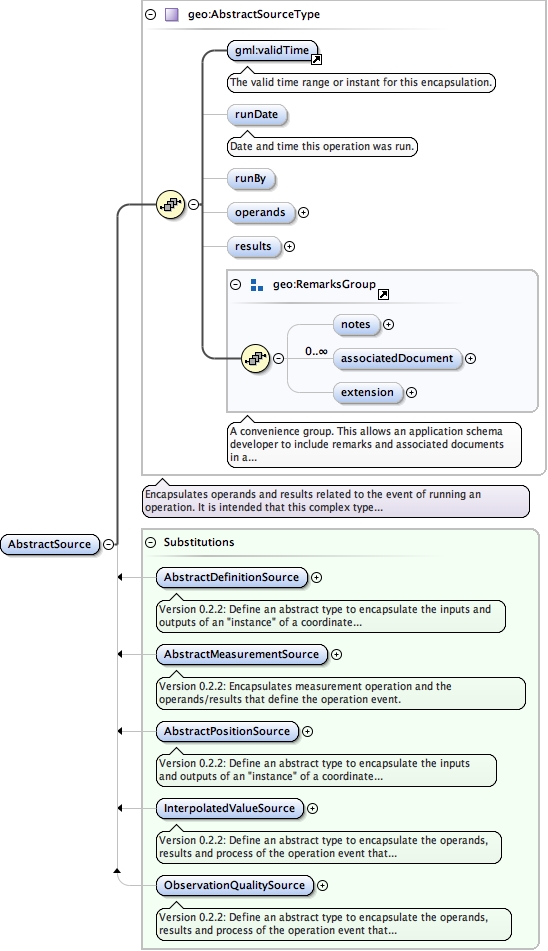 geo:AbstractSourceType
gml:validTime
The valid time range or instant for this encapsulation.
runDate
Date and time this operation was run.
runBy
operands
results
geo:RemarksGroup
notes
0..∞
associatedDocument
extension
A convenience group. This allows an application schema
developer to include remarks and associated documents
in a...
Encapsulates operands and results related to the event of running an
operation. It is intended that this complex type...
AbstractSource
Substitutions
AbstractDefinitionSource
Version 0.2.2: Define an abstract type to encapsulate the inputs and
outputs of an "instance" of a coordinate...
AbstractMeasurementSource
Version 0.2.2: Encapsulates measurement operation and the
operands/results that define the operation event.
AbstractPositionSource
Version 0.2.2: Define an abstract type to encapsulate the inputs
and outputs of an "instance" of a coordinate...
InterpolatedValueSource
Version 0.2.2: Define an abstract type to encapsulate the operands,
results and process of the operation event that...
ObservationQualitySource
Version 0.2.2: Define an abstract type to encapsulate the operands,
results and process of the operation event that...